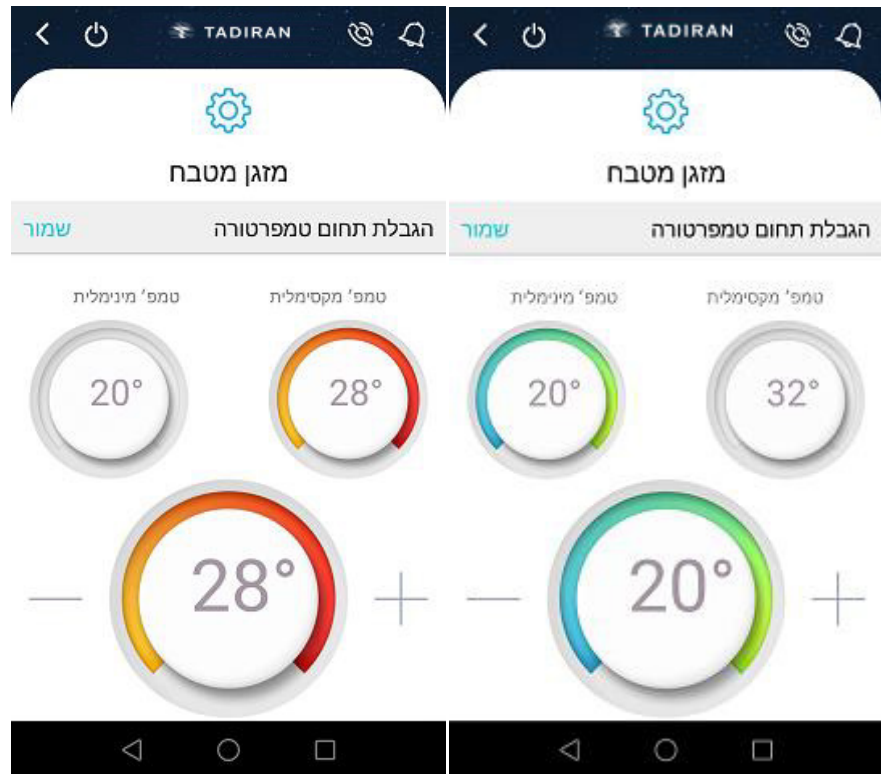 TADIRAN
מזגן מטבח
הגבלת תחום טמפרטורה
שמור
טמפ' מקסימלית
טמפ' מינימלית
28°
20°
28°
TADIRAN
מזגן מטבח
הגבלת תחום טמפרטורה
שמור
טמפ' מקסימלית
טמפ' מינימלית
32°
20°
20°